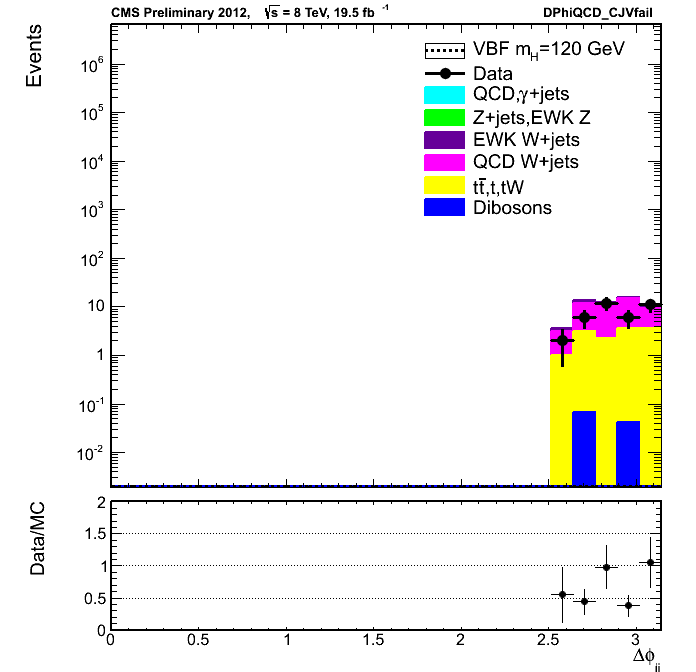 CMS Preliminary 2012, √s = 8 TeV, 19.5 fb⁻¹ DPhiQCD_CJVfail
Events
10⁶
10⁵
10⁴
10³
10²
10
1
10⁻¹
10⁻²
VBF m_H=120 GeV
Data
QCD,γ+jets
Z+jets,EWK Z
EWK W+jets
QCD W+jets
tt̄,t,tW
Dibosons
Data/MC
2
1.5
1
0.5
0
0 0.5 1 1.5 2 2.5 3
Δϕ_jj